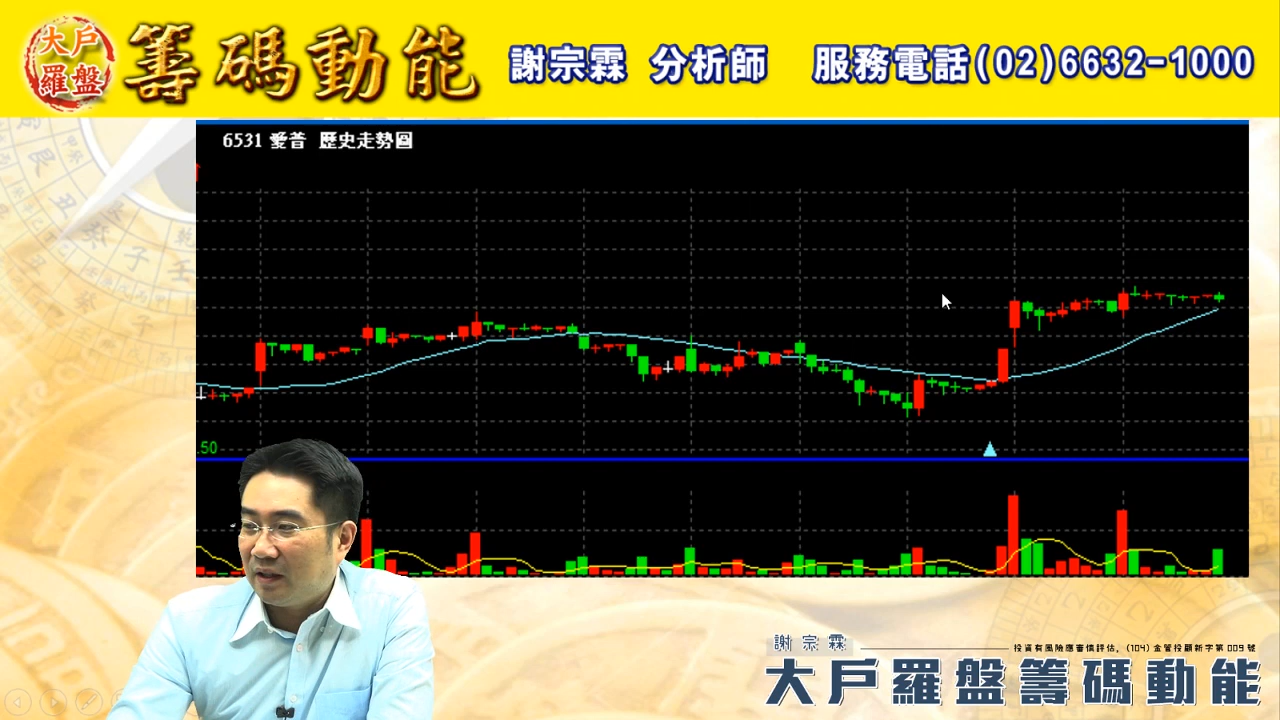 大戶
羅盤
籌碼動能
謝宗霖 分析師 服務電話(02)6632-1000
6531 愛普 歷史走勢圖
.50
謝宗霖
投資有風險應審慎評估, (104) 金管投顧新字第 009 號
大戶羅盤籌碼動能